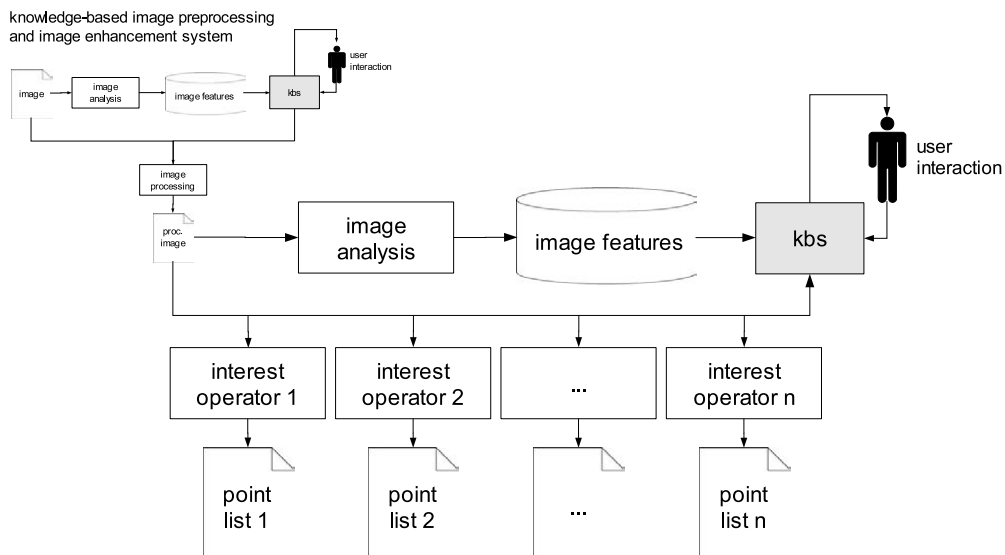 knowledge-based image preprocessing
and image enhancement system
user
interaction
image
image
analysis
image features
kbs
image
processing
proc.
image
image
analysis
image features
kbs
user
interaction
interest
operator 1
interest
operator 2
...
interest
operator n
point
list 1
point
list 2
...
point
list n